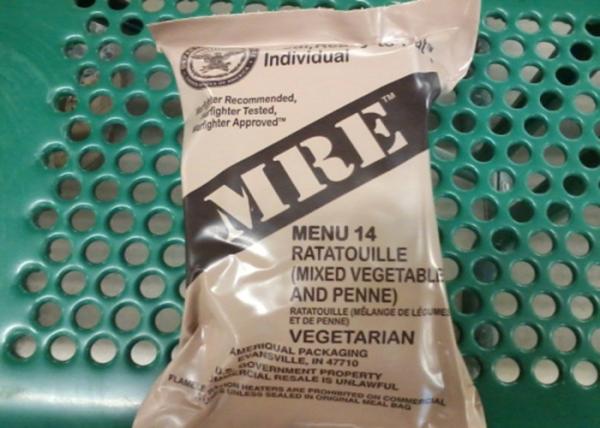 Individual
Recommended,
Tested,
Approved™
MRE™
MENU 14
RATATOUILLE
(MIXED VEGETABLE
AND PENNE)
RATATOUILLE (MÉLANGE DE LÉGUMES
ET DE PENNE)
VEGETARIAN
AMERIQUAL PACKAGING
EVANSVILLE, IN 47710
U.S. GOVERNMENT PROPERTY
COMMERCIAL RESALE IS UNLAWFUL
HEATERS ARE PROHIBITED ON COMMERCIAL
UNLESS SEALED IN ORIGINAL MEAL BAG